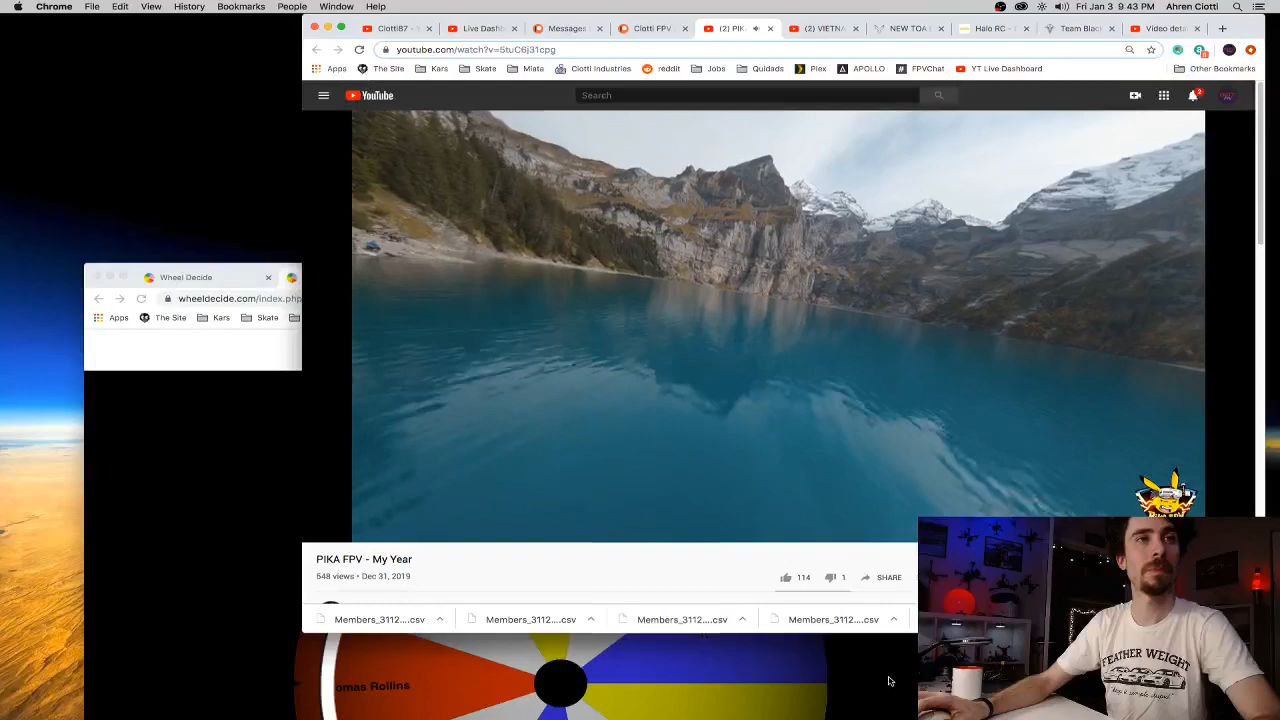 Chrome File Edit View History Bookmarks People Window Help Fri Jan 3 9:43 PM Ahren Ciotti
Ciotti87 - Live Dashb Messages Ciotti FPV (2) PIK (2) VIETNA NEW TOA Halo RC - Team Blac Video detai
youtube.com/watch?v=5tuC6j31cpg
Apps The Site Kars Skate Miata Ciotti Industries reddit Jobs Quidads Plex APOLLO FPVChat YT Live Dashboard Other Bookmarks
YouTube Search 2
Wheel Decide
wheeldecide.com/index.php
Apps The Site Kars Skate
PIKA FPV - My Year
548 views • Dec 31, 2019 114 1 SHARE
Members_3112....csv Members_3112....csv Members_3112....csv Members_3112....csv
FEATHER WEIGHT
omas Rollins